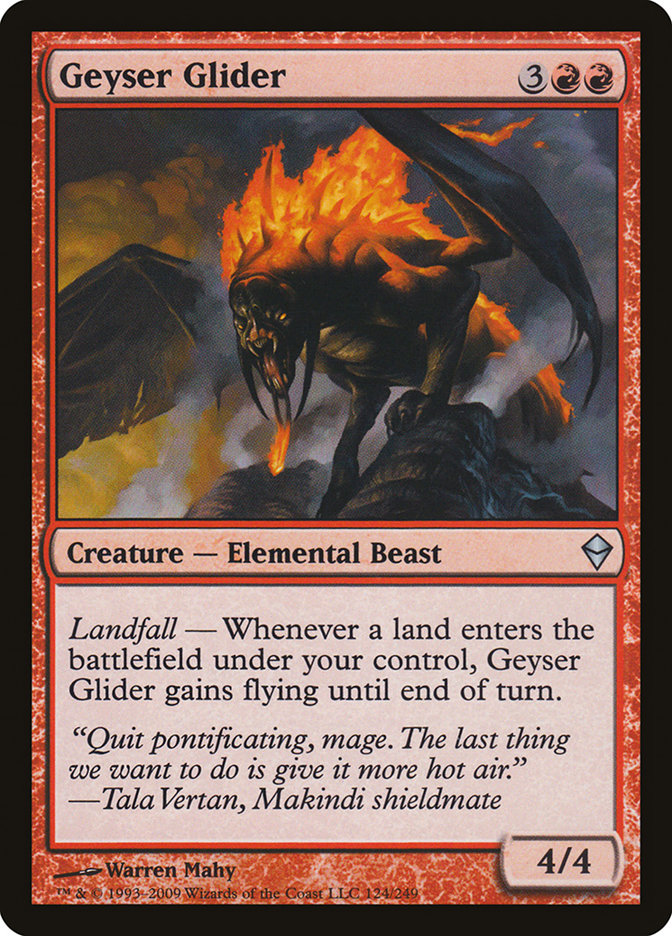 Geyser Glider 3
Creature — Elemental Beast
Landfall — Whenever a land enters the
battlefield under your control, Geyser
Glider gains flying until end of turn.
“Quit pontificating, mage. The last thing
we want to do is give it more hot air.”
—Tala Vertan, Makindi shieldmate
4/4
Warren Mahy
™ & © 1993–2009 Wizards of the Coast LLC 124/249